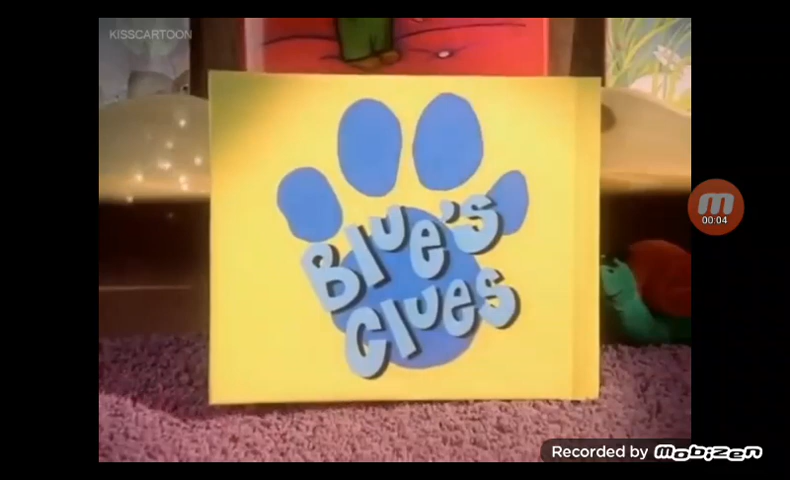 KISSCARTOON
Blue's
Clues
00:04
Recorded by mobizen